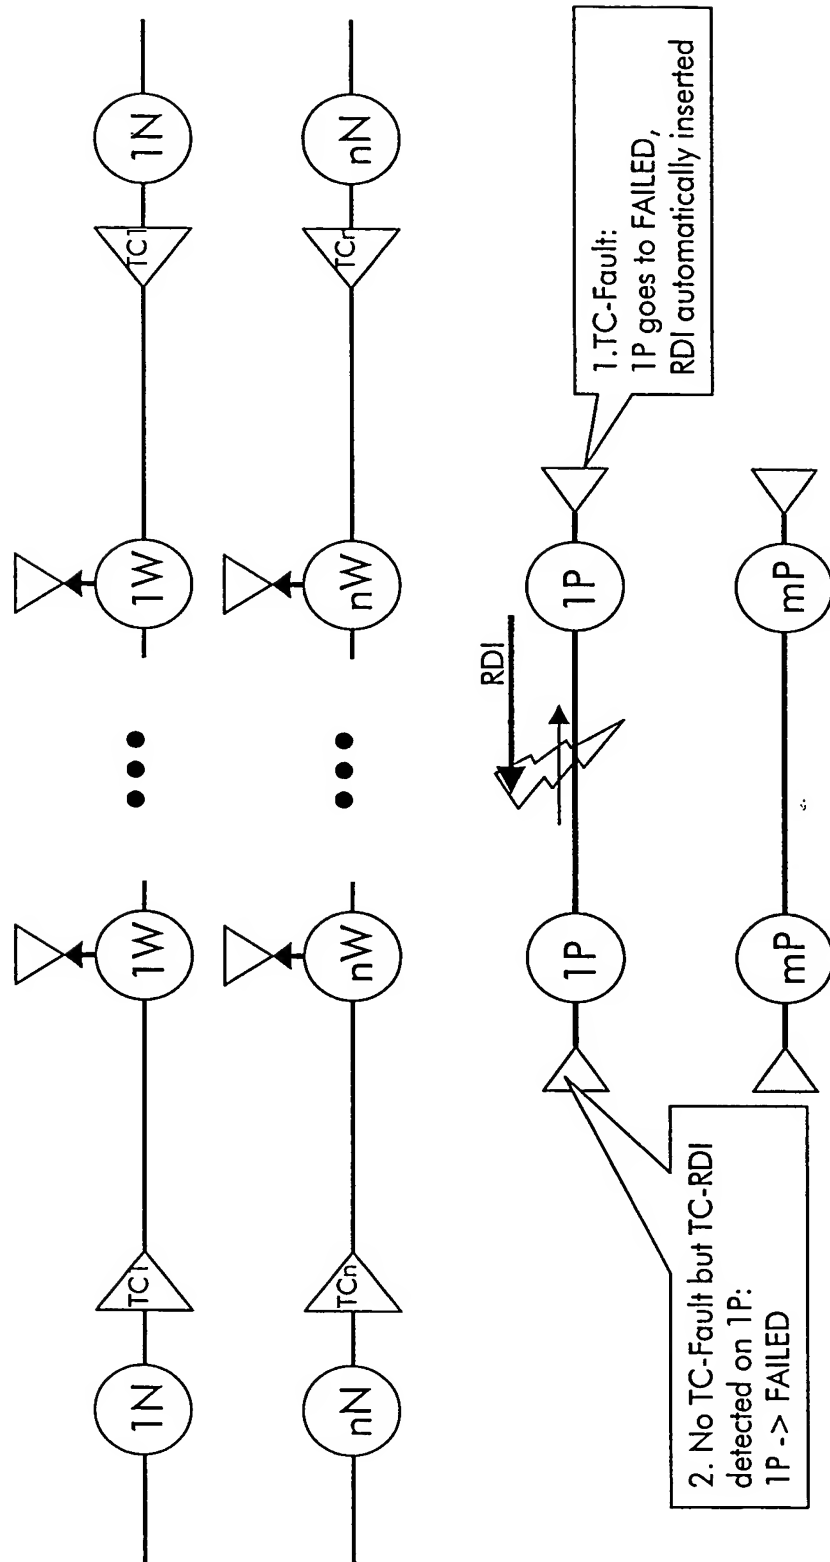 1N TC1 1W 1W TC1 1N
nN TCn nW nW TCn nN
RDI
1P 1P
1.TC-Fault:
1P goes to FAILED,
RDI automatically inserted
2. No TC-Fault but TC-RDI
detected on 1P:
1P -> FAILED
mP mP